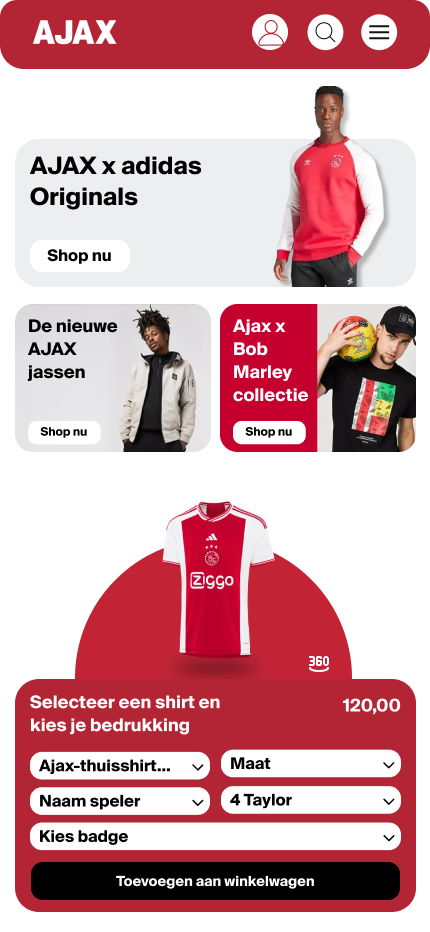 AJAX
AJAX x adidas
Originals
Shop nu
De nieuwe
AJAX
jassen
Shop nu
Ajax x
Bob
Marley
collectie
Shop nu
Ziggo
360
Selecteer een shirt en
kies je bedrukking
120,00
Ajax-thuisshirt...
Maat
Naam speler
4 Taylor
Kies badge
Toevoegen aan winkelwagen